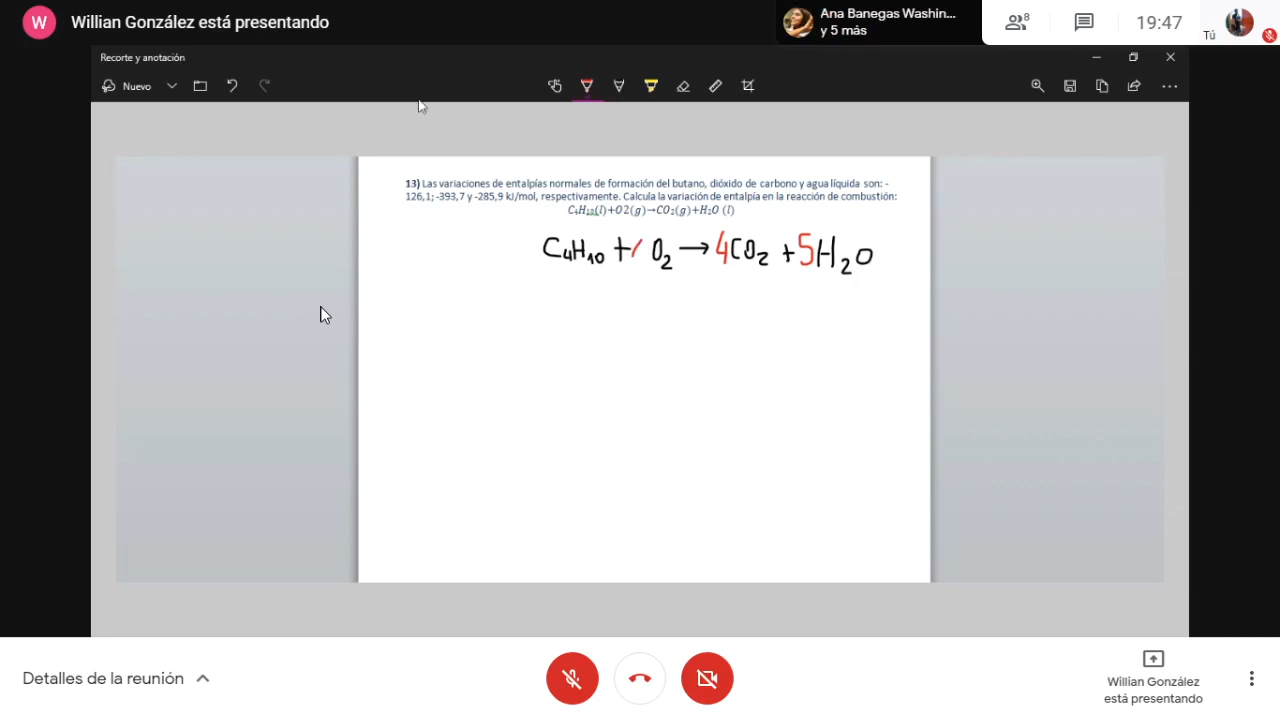 W Willian González está presentando
Ana Banegas Washin...
y 5 más
8
19:47
Tú
Recorte y anotación
Nuevo
13) Las variaciones de entalpías normales de formación del butano, dióxido de carbono y agua líquida son: -
126,1; -393,7 y -285,9 kJ/mol, respectivamente. Calcula la variación de entalpía en la reacción de combustión:
C₄H₁₀(l)+O2(g)→CO₂(g)+H₂O (l)
C₄H₁₀ + O₂ → 4CO₂ + 5H₂O
Detalles de la reunión
Willian González
está presentando